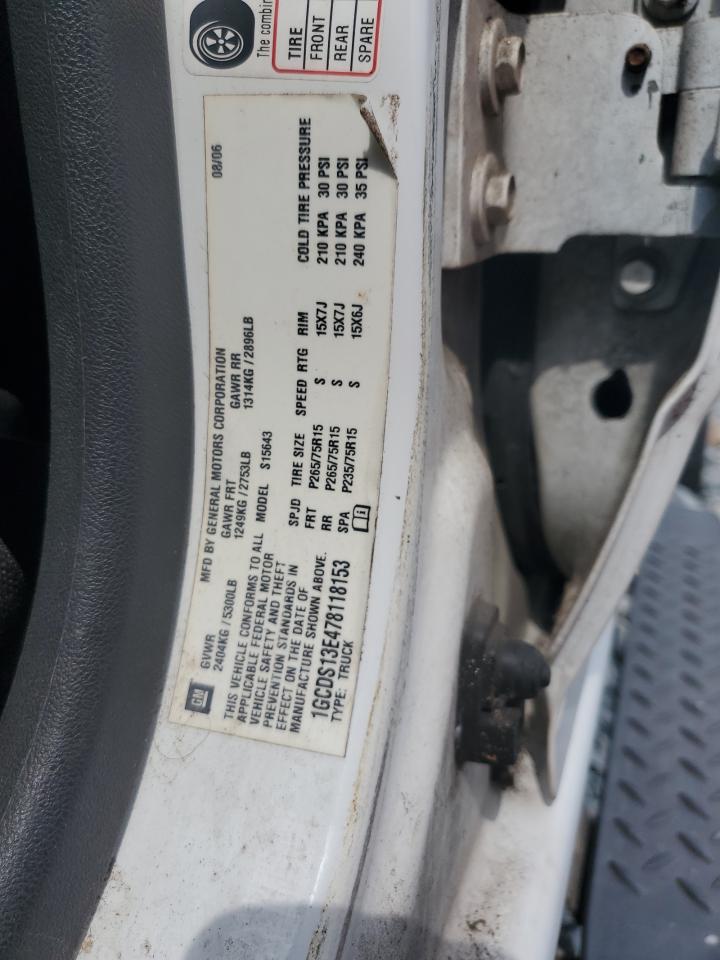 The combin
TIRE
FRONT
REAR
SPARE
GM
MFD BY GENERAL MOTORS CORPORATION
08/06
GVWR GAWR FRT GAWR RR
2404KG / 5300LB 1249KG / 2753LB 1314KG / 2896LB
THIS VEHICLE CONFORMS TO ALL
APPLICABLE FEDERAL MOTOR
VEHICLE SAFETY AND THEFT
PREVENTION STANDARDS IN
EFFECT ON THE DATE OF
MANUFACTURE SHOWN ABOVE.
1GCDS13E478118153
TYPE: TRUCK
MODEL S15643
SPJD TIRE SIZE SPEED RTG RIM COLD TIRE PRESSURE
FRT P265/75R15 S 15X7J 210 KPA 30 PSI
RR P265/75R15 S 15X7J 210 KPA 30 PSI
SPA P235/75R15 S 15X6J 240 KPA 35 PSI